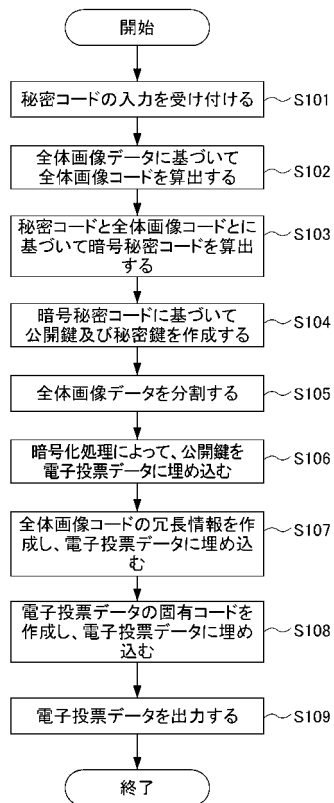 開始
秘密コードの入力を受け付ける
S101
全体画像データに基づいて
全体画像コードを算出する
S102
秘密コードと全体画像コードとに
基づいて暗号秘密コードを算出
する
S103
暗号秘密コードに基づいて
公開鍵及び秘密鍵を作成する
S104
全体画像データを分割する
S105
暗号化処理によって、公開鍵を
電子投票データに埋め込む
S106
全体画像コードの冗長情報を作
成し、電子投票データに埋め込
む
S107
電子投票データの固有コードを
作成し、電子投票データに埋め
込む
S108
電子投票データを出力する
S109
終了